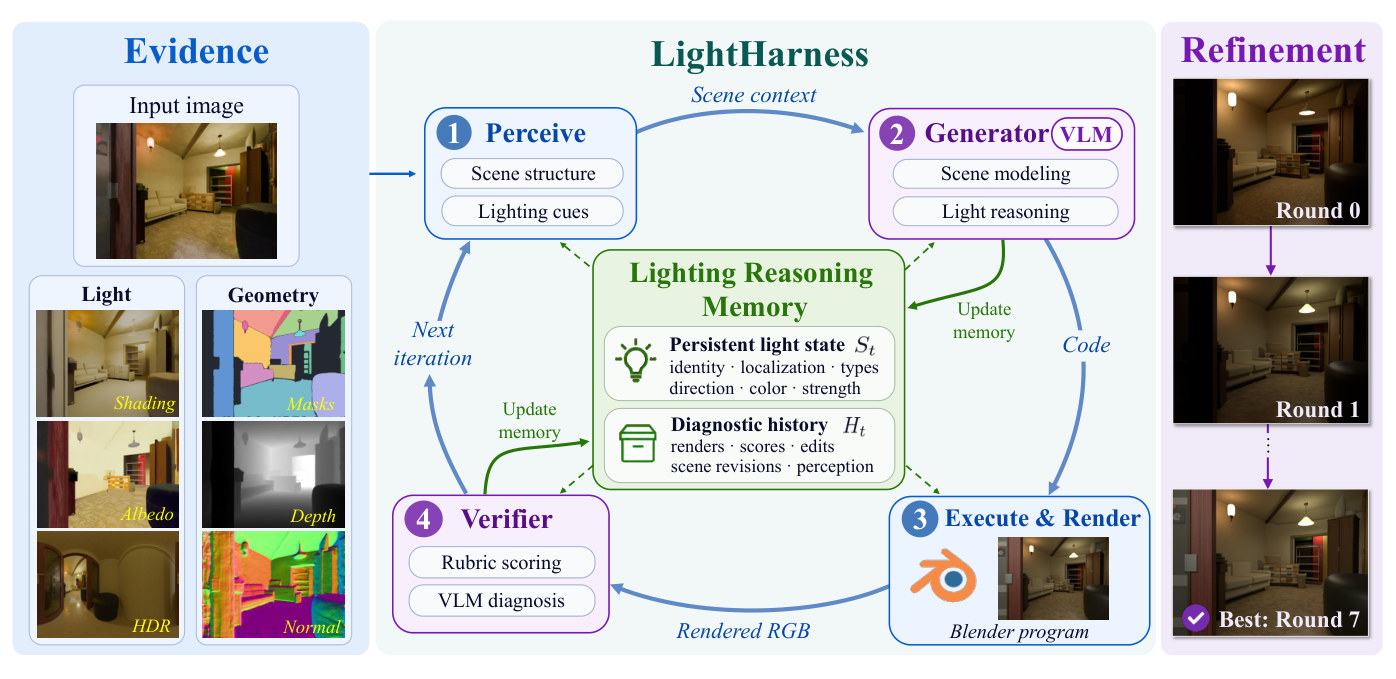 Evidence
Input image
Light
Shading
Albedo
HDR
Geometry
Masks
Depth
Normal
LightHarness
Scene context
1 Perceive
Scene structure
Lighting cues
2 Generator VLM
Scene modeling
Light reasoning
Lighting Reasoning
Memory
Persistent light state S_t
identity · localization · types
direction · color · strength
Diagnostic history H_t
renders · scores · edits
scene revisions · perception
Update
memory
Code
Next
iteration
Update
memory
4 Verifier
Rubric scoring
VLM diagnosis
3 Execute & Render
Blender program
Rendered RGB
Refinement
Round 0
Round 1
Best: Round 7